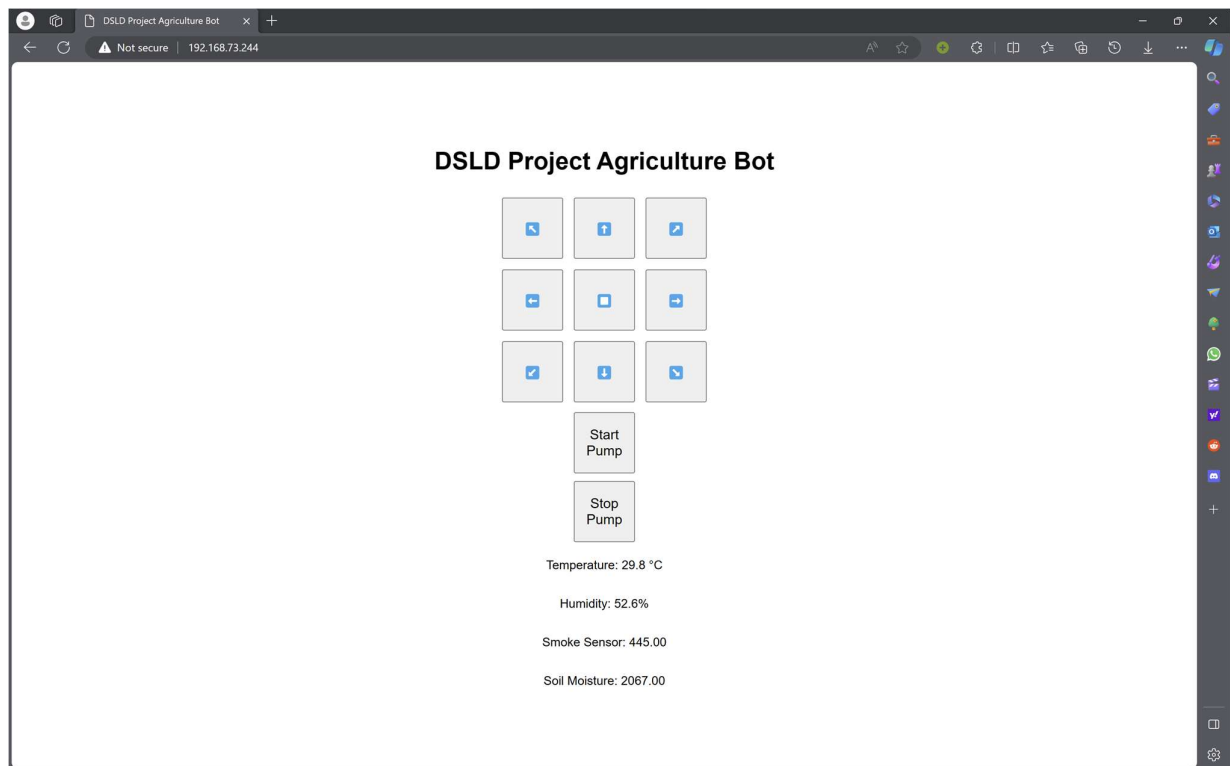 DSLD Project Agriculture Bot
Not secure | 192.168.73.244
DSLD Project Agriculture Bot
Start
Pump
Stop
Pump
Temperature: 29.8 °C
Humidity: 52.6%
Smoke Sensor: 445.00
Soil Moisture: 2067.00